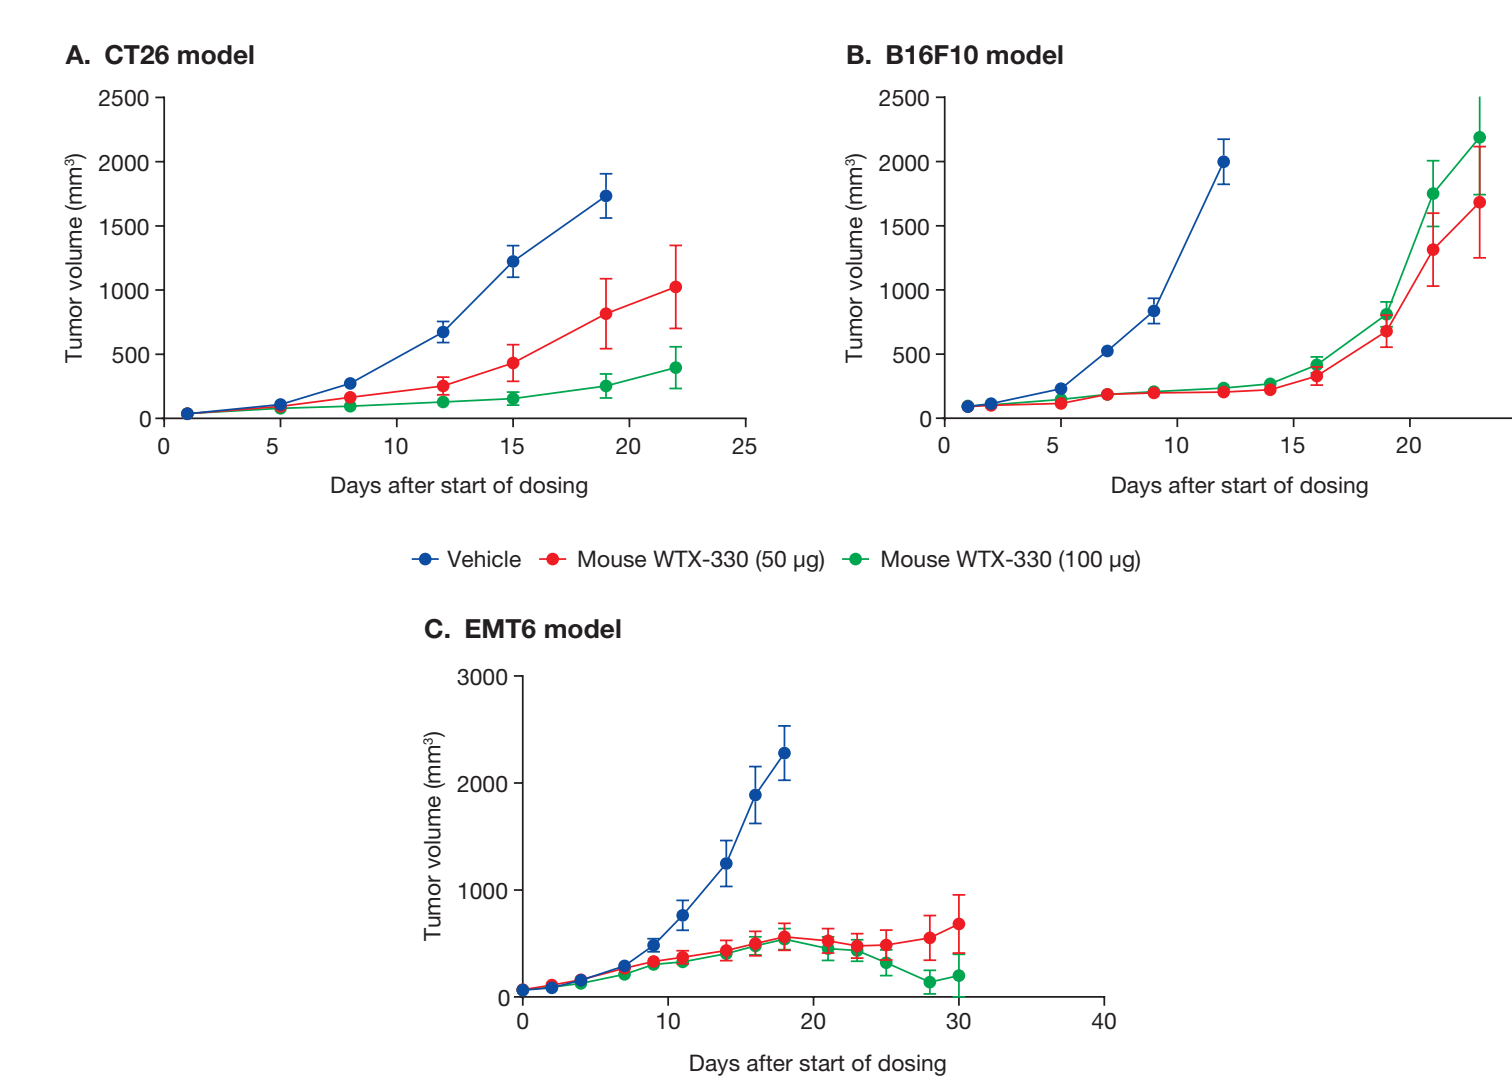 A. CT26 model
Tumor volume (mm³)
2500
2000
1500
1000
500
0
0 5 10 15 20 25
Days after start of dosing
B. B16F10 model
Tumor volume (mm³)
2500
2000
1500
1000
500
0
0 5 10 15 20
Days after start of dosing
Vehicle Mouse WTX-330 (50 µg) Mouse WTX-330 (100 µg)
C. EMT6 model
Tumor volume (mm³)
3000
2000
1000
0
0 10 20 30 40
Days after start of dosing